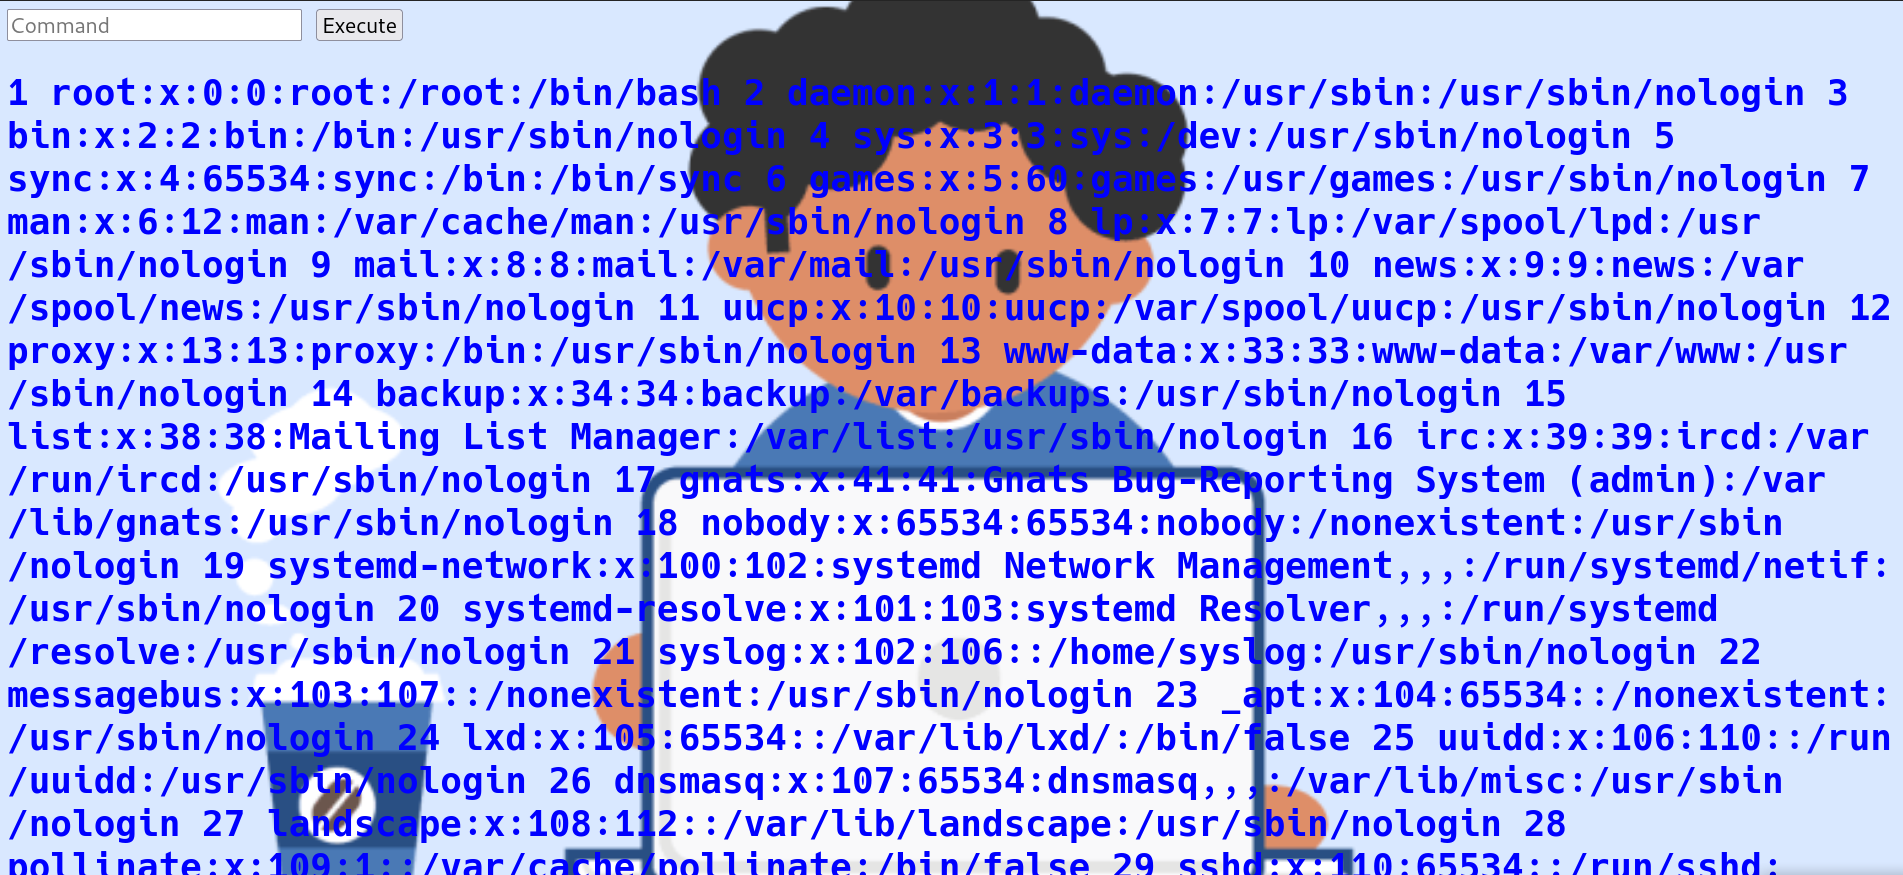 Command Execute
1 root:x:0:0:root:/root:/bin/bash 2 daemon:x:1:1:daemon:/usr/sbin:/usr/sbin/nologin 3
bin:x:2:2:bin:/bin:/usr/sbin/nologin 4 sys:x:3:3:sys:/dev:/usr/sbin/nologin 5
sync:x:4:65534:sync:/bin:/bin/sync 6 games:x:5:60:games:/usr/games:/usr/sbin/nologin 7
man:x:6:12:man:/var/cache/man:/usr/sbin/nologin 8 lp:x:7:7:lp:/var/spool/lpd:/usr
/sbin/nologin 9 mail:x:8:8:mail:/var/mail:/usr/sbin/nologin 10 news:x:9:9:news:/var
/spool/news:/usr/sbin/nologin 11 uucp:x:10:10:uucp:/var/spool/uucp:/usr/sbin/nologin 12
proxy:x:13:13:proxy:/bin:/usr/sbin/nologin 13 www-data:x:33:33:www-data:/var/www:/usr
/sbin/nologin 14 backup:x:34:34:backup:/var/backups:/usr/sbin/nologin 15
list:x:38:38:Mailing List Manager:/var/list:/usr/sbin/nologin 16 irc:x:39:39:ircd:/var
/run/ircd:/usr/sbin/nologin 17 gnats:x:41:41:Gnats Bug-Reporting System (admin):/var
/lib/gnats:/usr/sbin/nologin 18 nobody:x:65534:65534:nobody:/nonexistent:/usr/sbin
/nologin 19 systemd-network:x:100:102:systemd Network Management,,,:/run/systemd/netif:
/usr/sbin/nologin 20 systemd-resolve:x:101:103:systemd Resolver,,,:/run/systemd
/resolve:/usr/sbin/nologin 21 syslog:x:102:106::/home/syslog:/usr/sbin/nologin 22
messagebus:x:103:107::/nonexistent:/usr/sbin/nologin 23 _apt:x:104:65534::/nonexistent:
/usr/sbin/nologin 24 lxd:x:105:65534::/var/lib/lxd/:/bin/false 25 uuidd:x:106:110::/run
/uuidd:/usr/sbin/nologin 26 dnsmasq:x:107:65534:dnsmasq,,,:/var/lib/misc:/usr/sbin
/nologin 27 landscape:x:108:112::/var/lib/landscape:/usr/sbin/nologin 28
pollinate:x:109:1::/var/cache/pollinate:/bin/false 29 sshd:x:110:65534::/run/sshd: